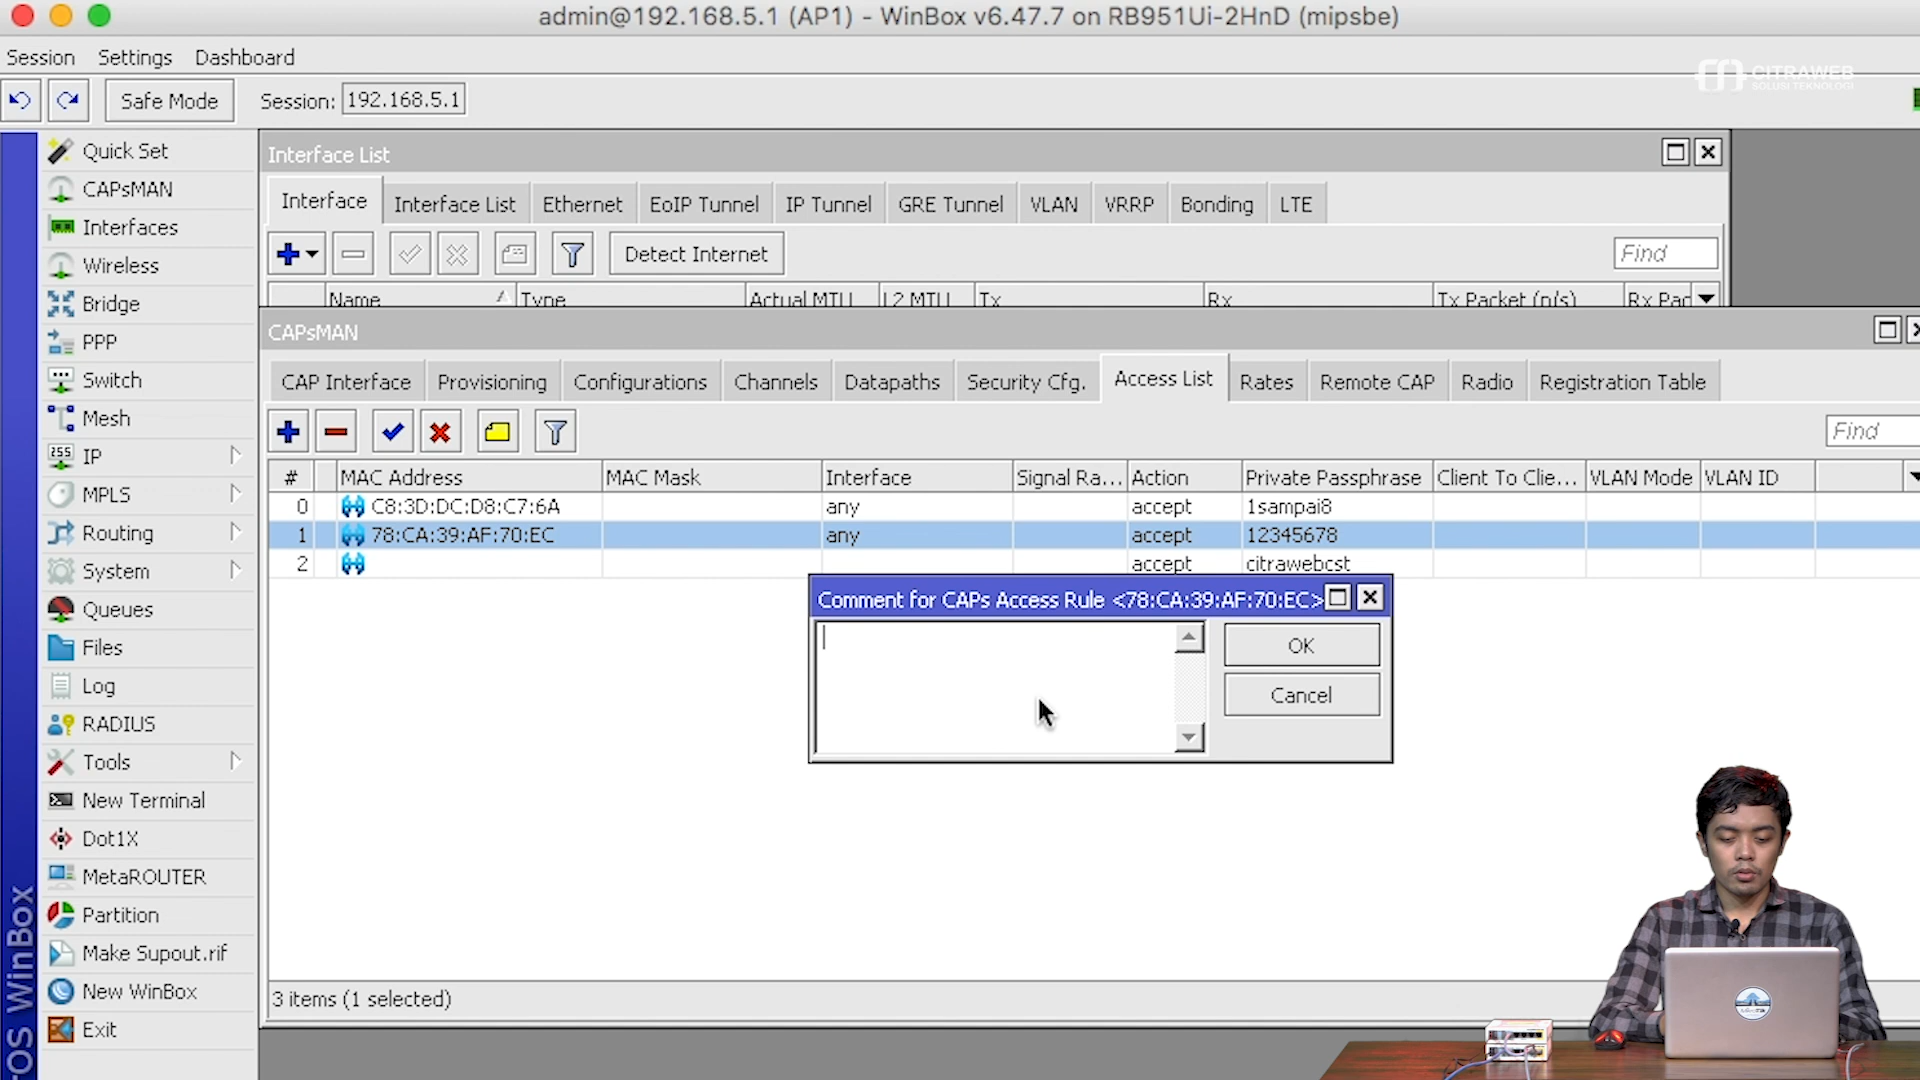 admin@192.168.5.1 (AP1) - WinBox v6.47.7 on RB951Ui-2HnD (mipsbe)
Session Settings Dashboard
CITRAWEB
SOLUSI TEKNOLOGI
Safe Mode Session: 192.168.5.1
Quick Set
CAPsMAN
Interfaces
Wireless
Bridge
PPP
Switch
Mesh
IP
MPLS
Routing
System
Queues
Files
Log
RADIUS
Tools
New Terminal
Dot1X
MetaROUTER
Partition
Make Supout.rif
New WinBox
Exit
OS WinBox
Interface List
Interface Interface List Ethernet EoIP Tunnel IP Tunnel GRE Tunnel VLAN VRRP Bonding LTE
Detect Internet Find
Name Type Actual MTU L2 MTU Tx Rx Tx Packet (p/s) Rx Pac
CAPsMAN
CAP Interface Provisioning Configurations Channels Datapaths Security Cfg. Access List Rates Remote CAP Radio Registration Table
Find
# MAC Address MAC Mask Interface Signal Ra... Action Private Passphrase Client To Clie... VLAN Mode VLAN ID
0 C8:3D:DC:D8:C7:6A any accept 1sampai8
1 78:CA:39:AF:70:EC any accept 12345678
2 accept citrawebcst
Comment for CAPs Access Rule <78:CA:39:AF:70:EC>
OK
Cancel
3 items (1 selected)